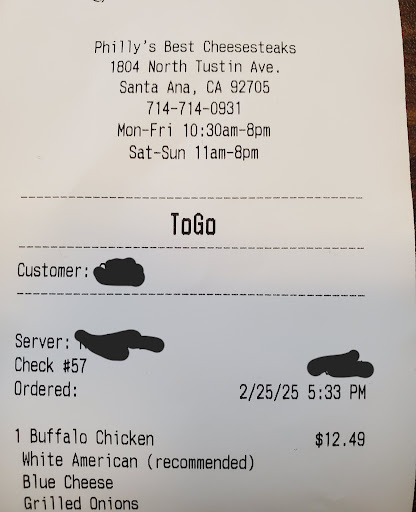 Philly's Best Cheesesteaks
1804 North Tustin Ave.
Santa Ana, CA 92705
714-714-0931
Mon-Fri 10:30am-8pm
Sat-Sun 11am-8pm
ToGo
Customer:
Server:
Check #57
Ordered: 2/25/25 5:33 PM
1 Buffalo Chicken $12.49
White American (recommended)
Blue Cheese
Grilled Onions